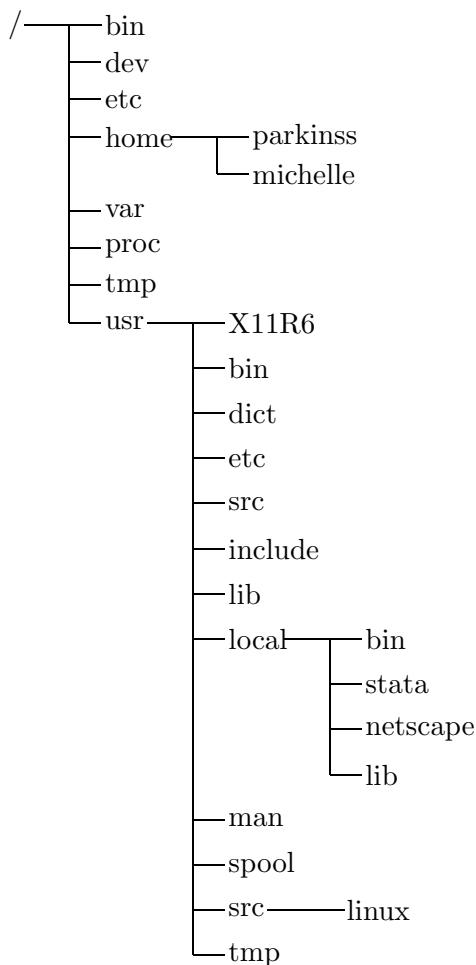 / bin
dev
etc
home parkinss
michelle
var
proc
tmp
usr X11R6
bin
dict
etc
src
include
lib
local bin
stata
netscape
lib
man
spool
src linux
tmp